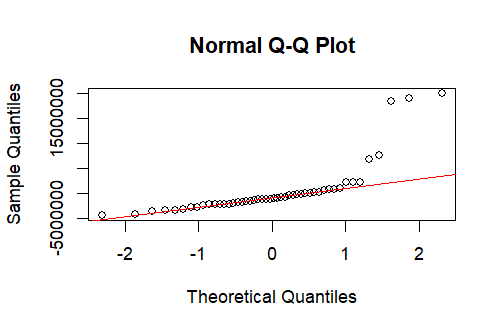 Normal Q-Q Plot
Sample Quantiles
-5000000 5000000 15000000
-2 -1 0 1 2
Theoretical Quantiles